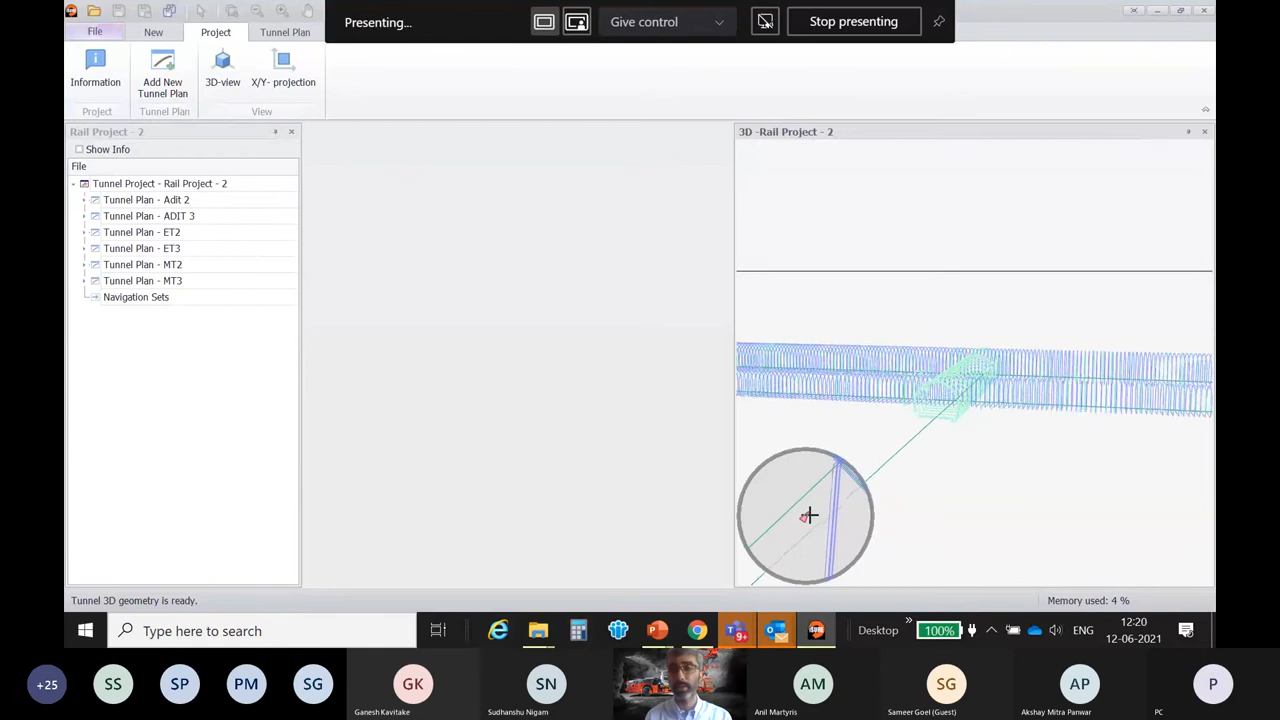 Presenting...
Give control
Stop presenting
File
New
Project
Tunnel Plan
Information
Add New
Tunnel Plan
3D-view
X/Y- projection
Project
Tunnel Plan
View
Rail Project - 2
Show Info
File
Tunnel Project - Rail Project - 2
Tunnel Plan - Adit 2
Tunnel Plan - ADIT 3
Tunnel Plan - ET2
Tunnel Plan - ET3
Tunnel Plan - MT2
Tunnel Plan - MT3
Navigation Sets
3D -Rail Project - 2
Tunnel 3D geometry is ready.
Memory used: 4 %
Type here to search
9+
Desktop
100%
ENG
12:20
12-06-2021
+25
SS
SP
PM
SG
GK
Ganesh Kavitake
SN
Sudhanshu Nigam
AM
Anil Martyris
SG
Sameer Goel (Guest)
AP
Akshay Mitra Panwar
P
PC